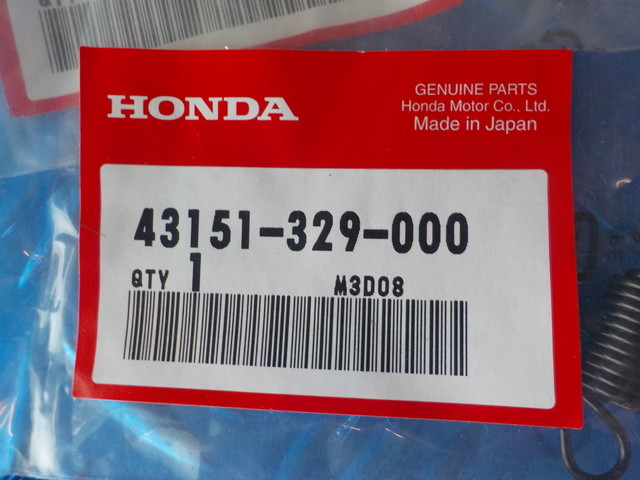 HONDA
GENUINE PARTS
Honda Motor Co., Ltd.
Made in Japan
43151-329-000
QTY 1 M3D08